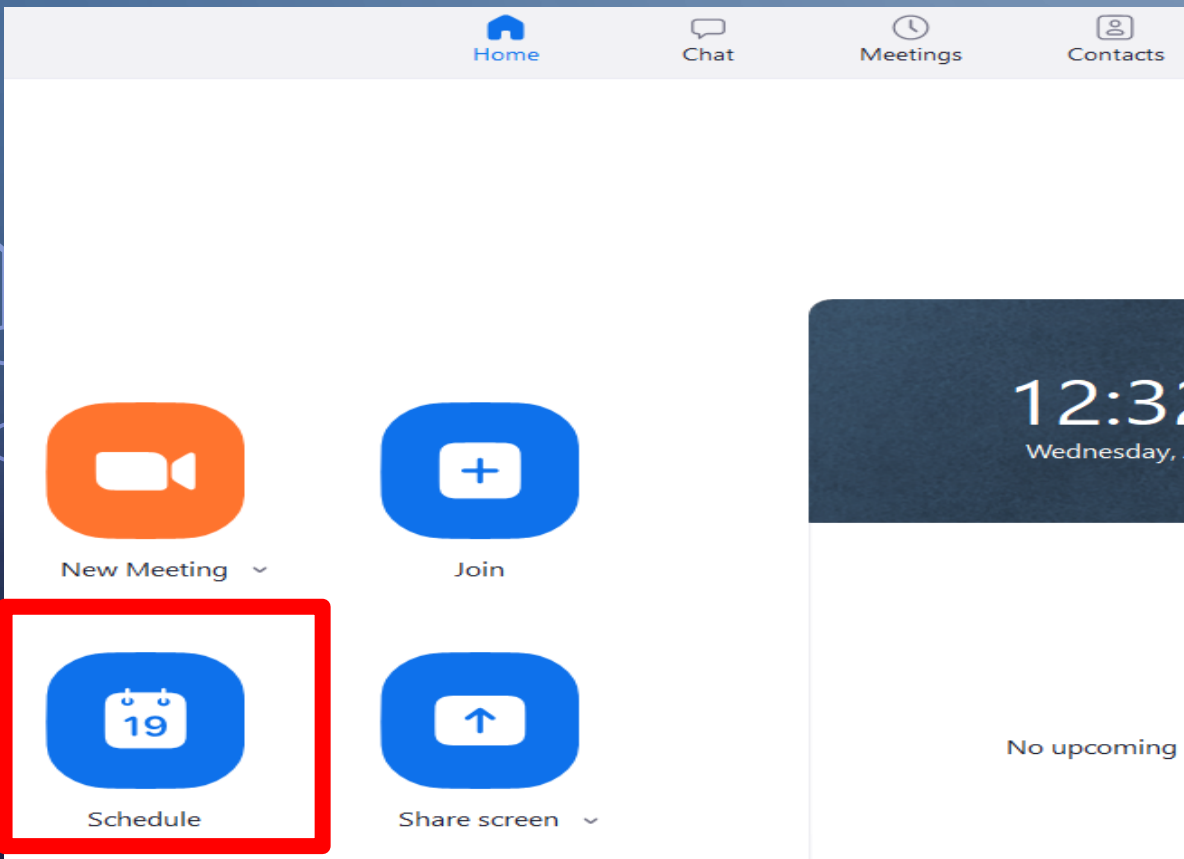 Home
Chat
Meetings
Contacts
12:32
Wednesday,
New Meeting
Join
19
Schedule
Share screen
No upcoming